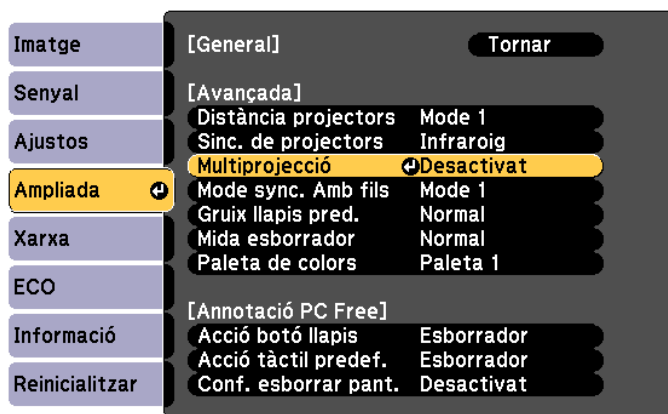 Imatge
Senyal
Ajustos
Ampliada
Xarxa
ECO
Informació
Reinicialitzar
[General] Tornar
[Avançada]
Distància projectors Mode 1
Sinc. de projectors Infraroig
Multiprojecció Desactivat
Mode sync. Amb fils Mode 1
Gruix llapis pred. Normal
Mida esborrador Normal
Paleta de colors Paleta 1
[Annotació PC Free]
Acció botó llapis Esborrador
Acció tàctil predef. Esborrador
Conf. esborrar pant. Desactivat